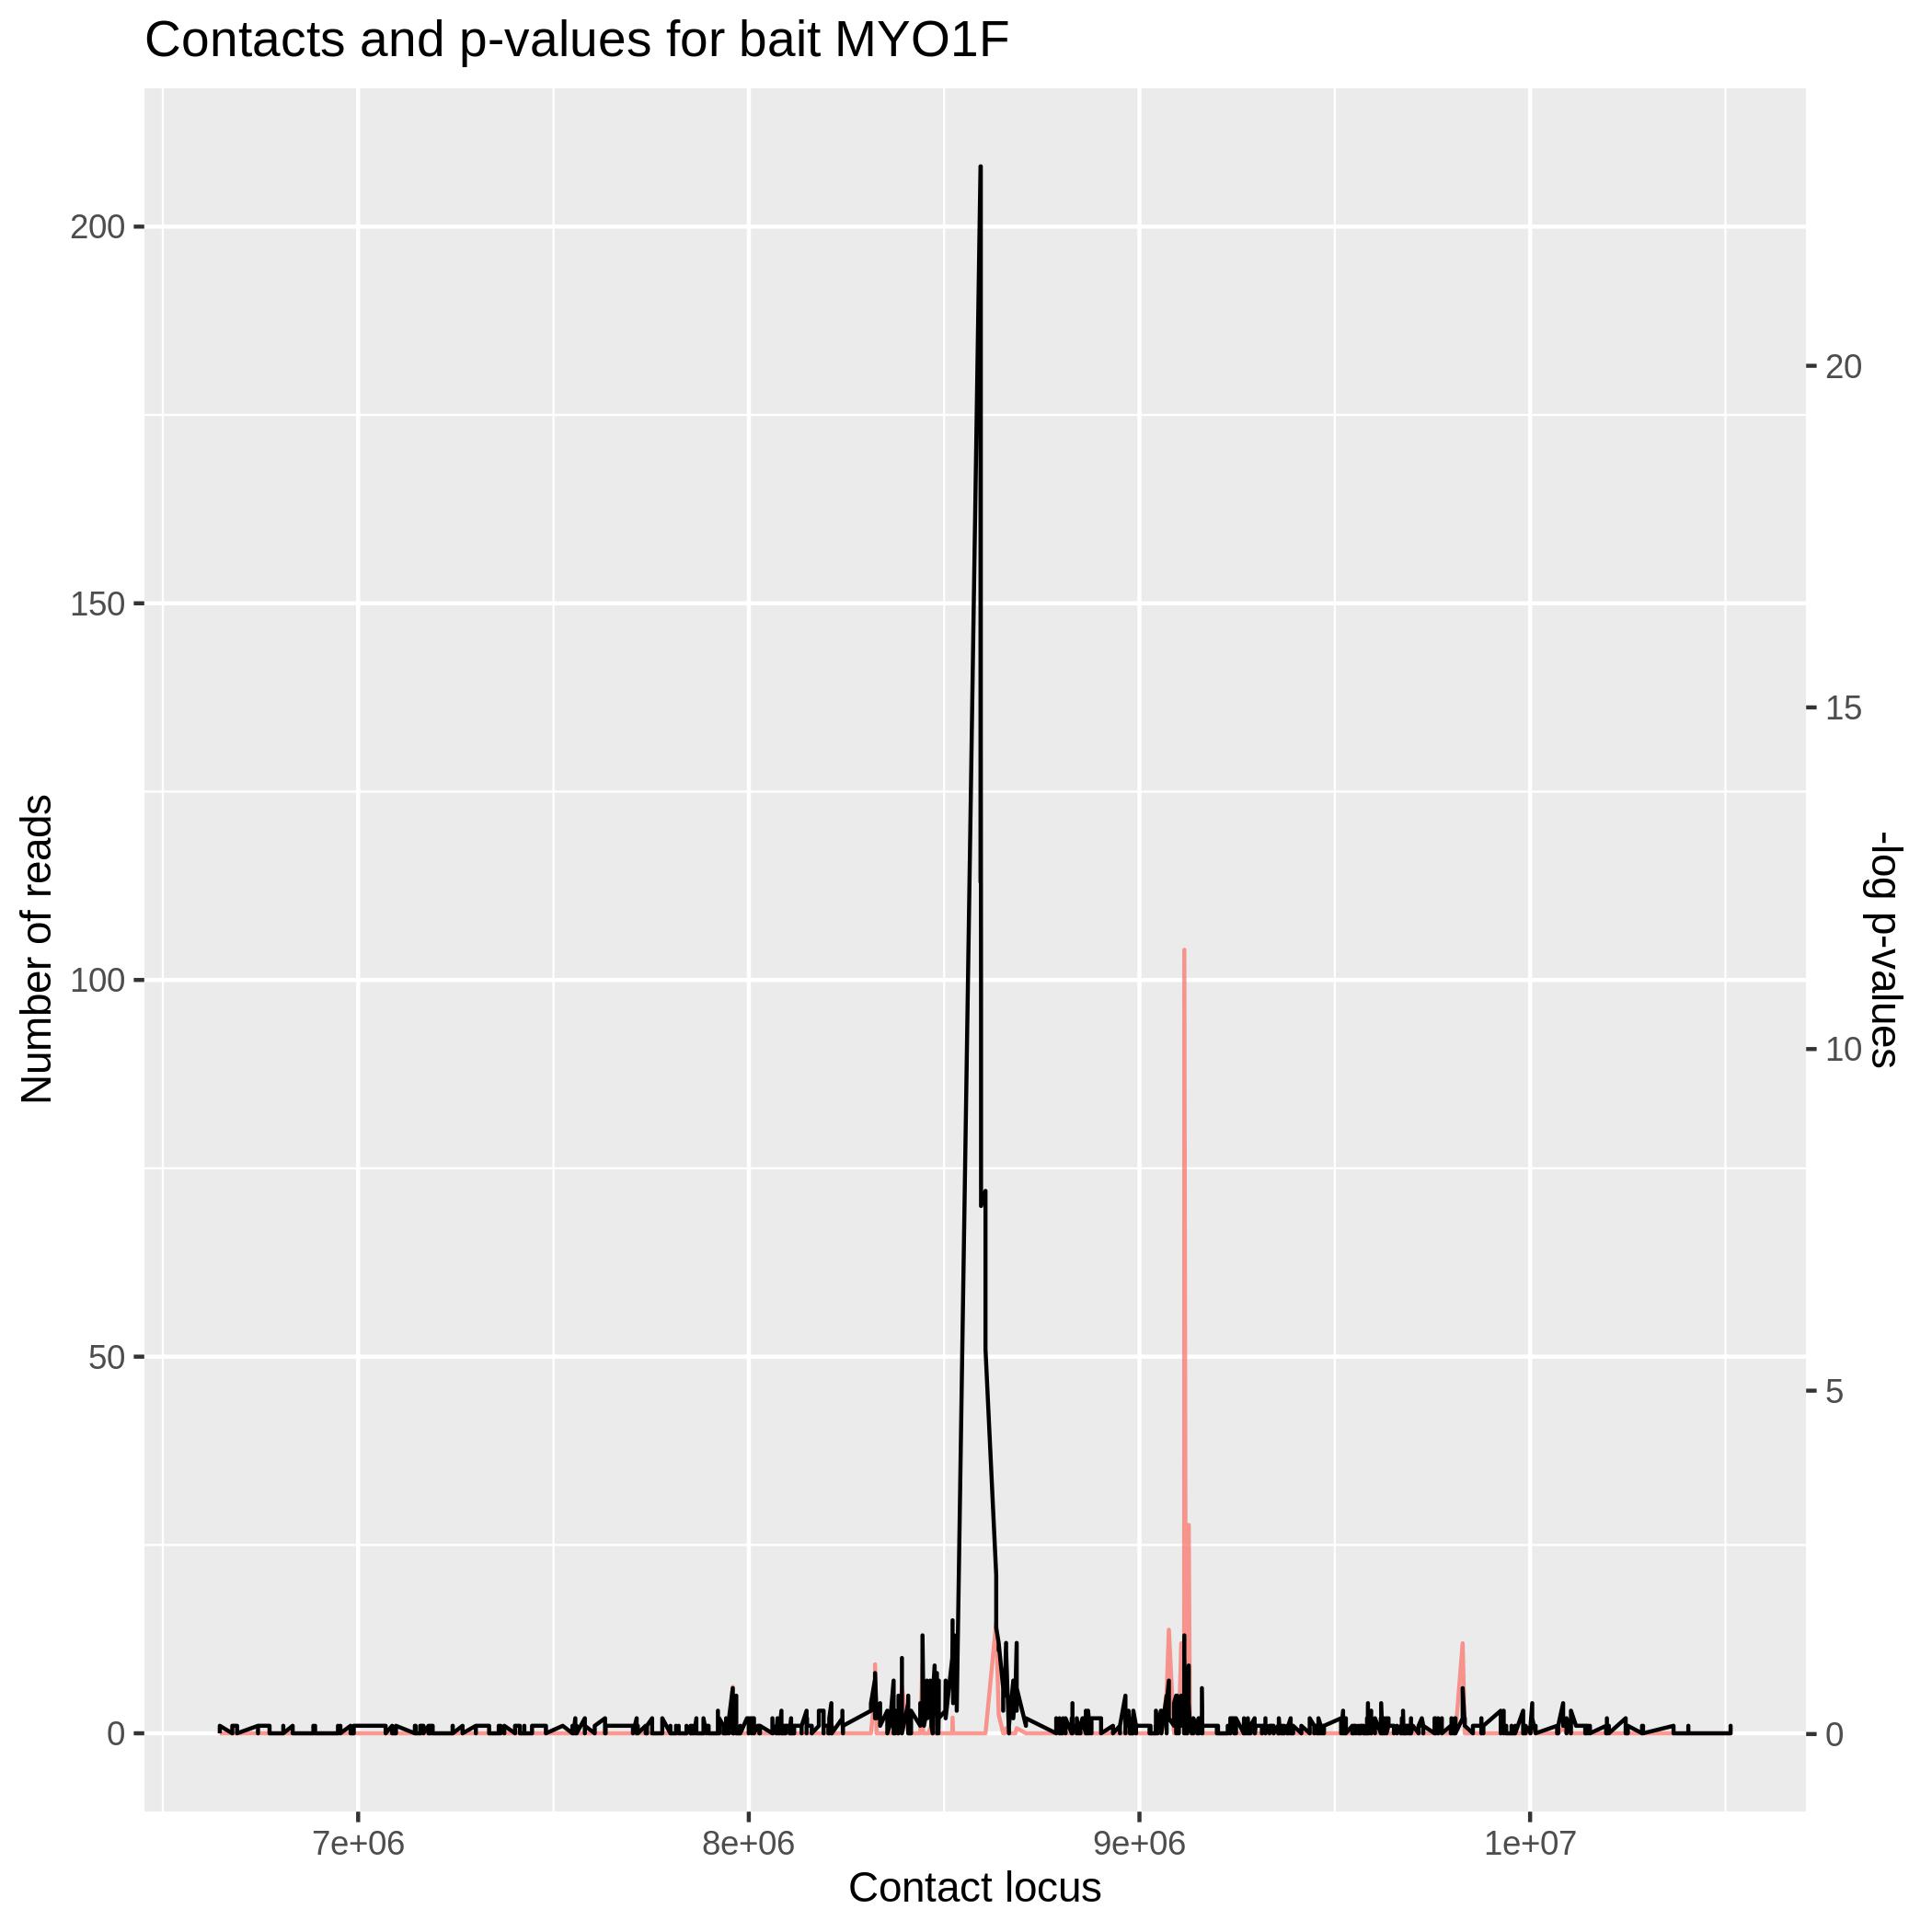 Contacts and p-values for bait MYO1F
200
150
100
50
0
20
15
10
5
0
Number of reads
-log p-values
7e+06
8e+06
9e+06
1e+07
Contact locus